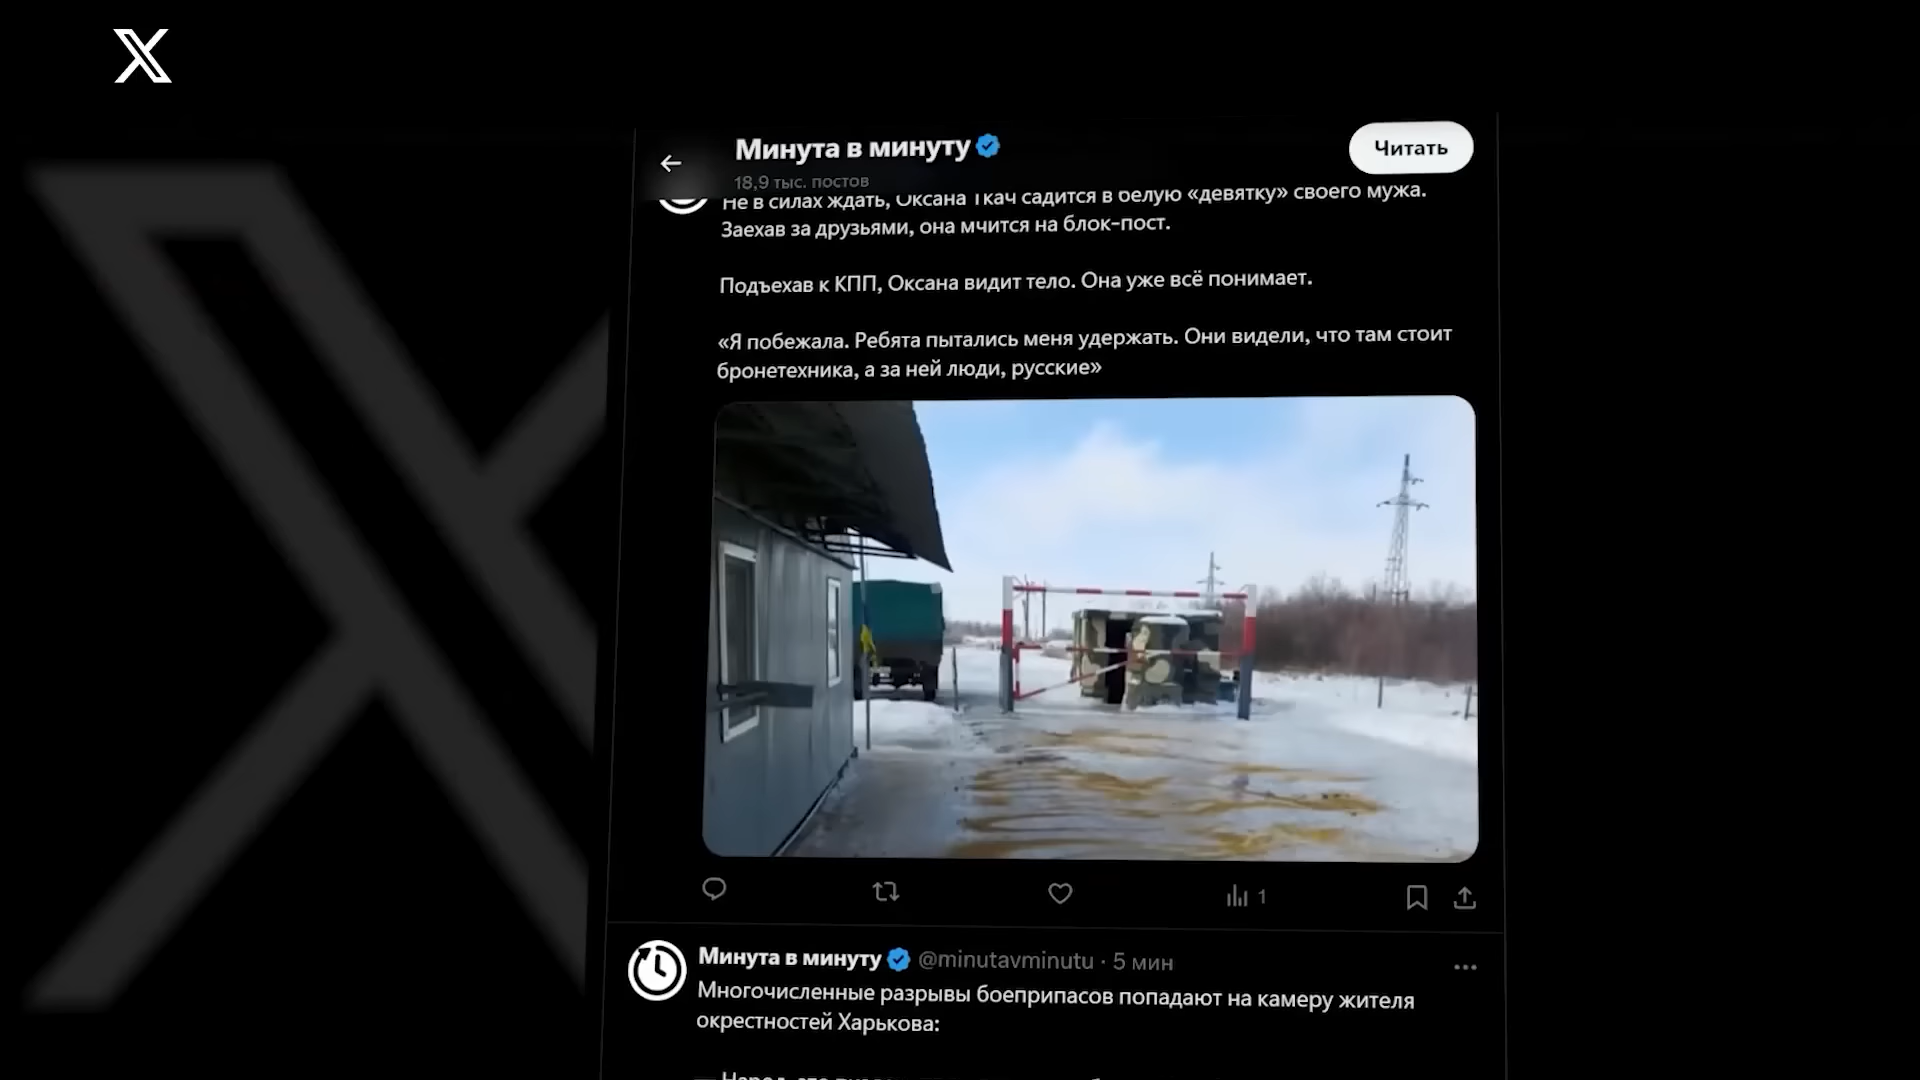 Минута в минуту
Читать
18,9 тыс. постов
Не в силах ждать, Оксана Ткач садится в белую «девятку» своего мужа.
Заехав за друзьями, она мчится на блок-пост.
Подъехав к КПП, Оксана видит тело. Она уже всё понимает.
«Я побежала. Ребята пытались меня удержать. Они видели, что там стоит
бронетехника, а за ней люди, русские»
1
Минута в минуту @minutavminutu · 5 мин
Многочисленные разрывы боеприпасов попадают на камеру жителя
окрестностей Харькова: